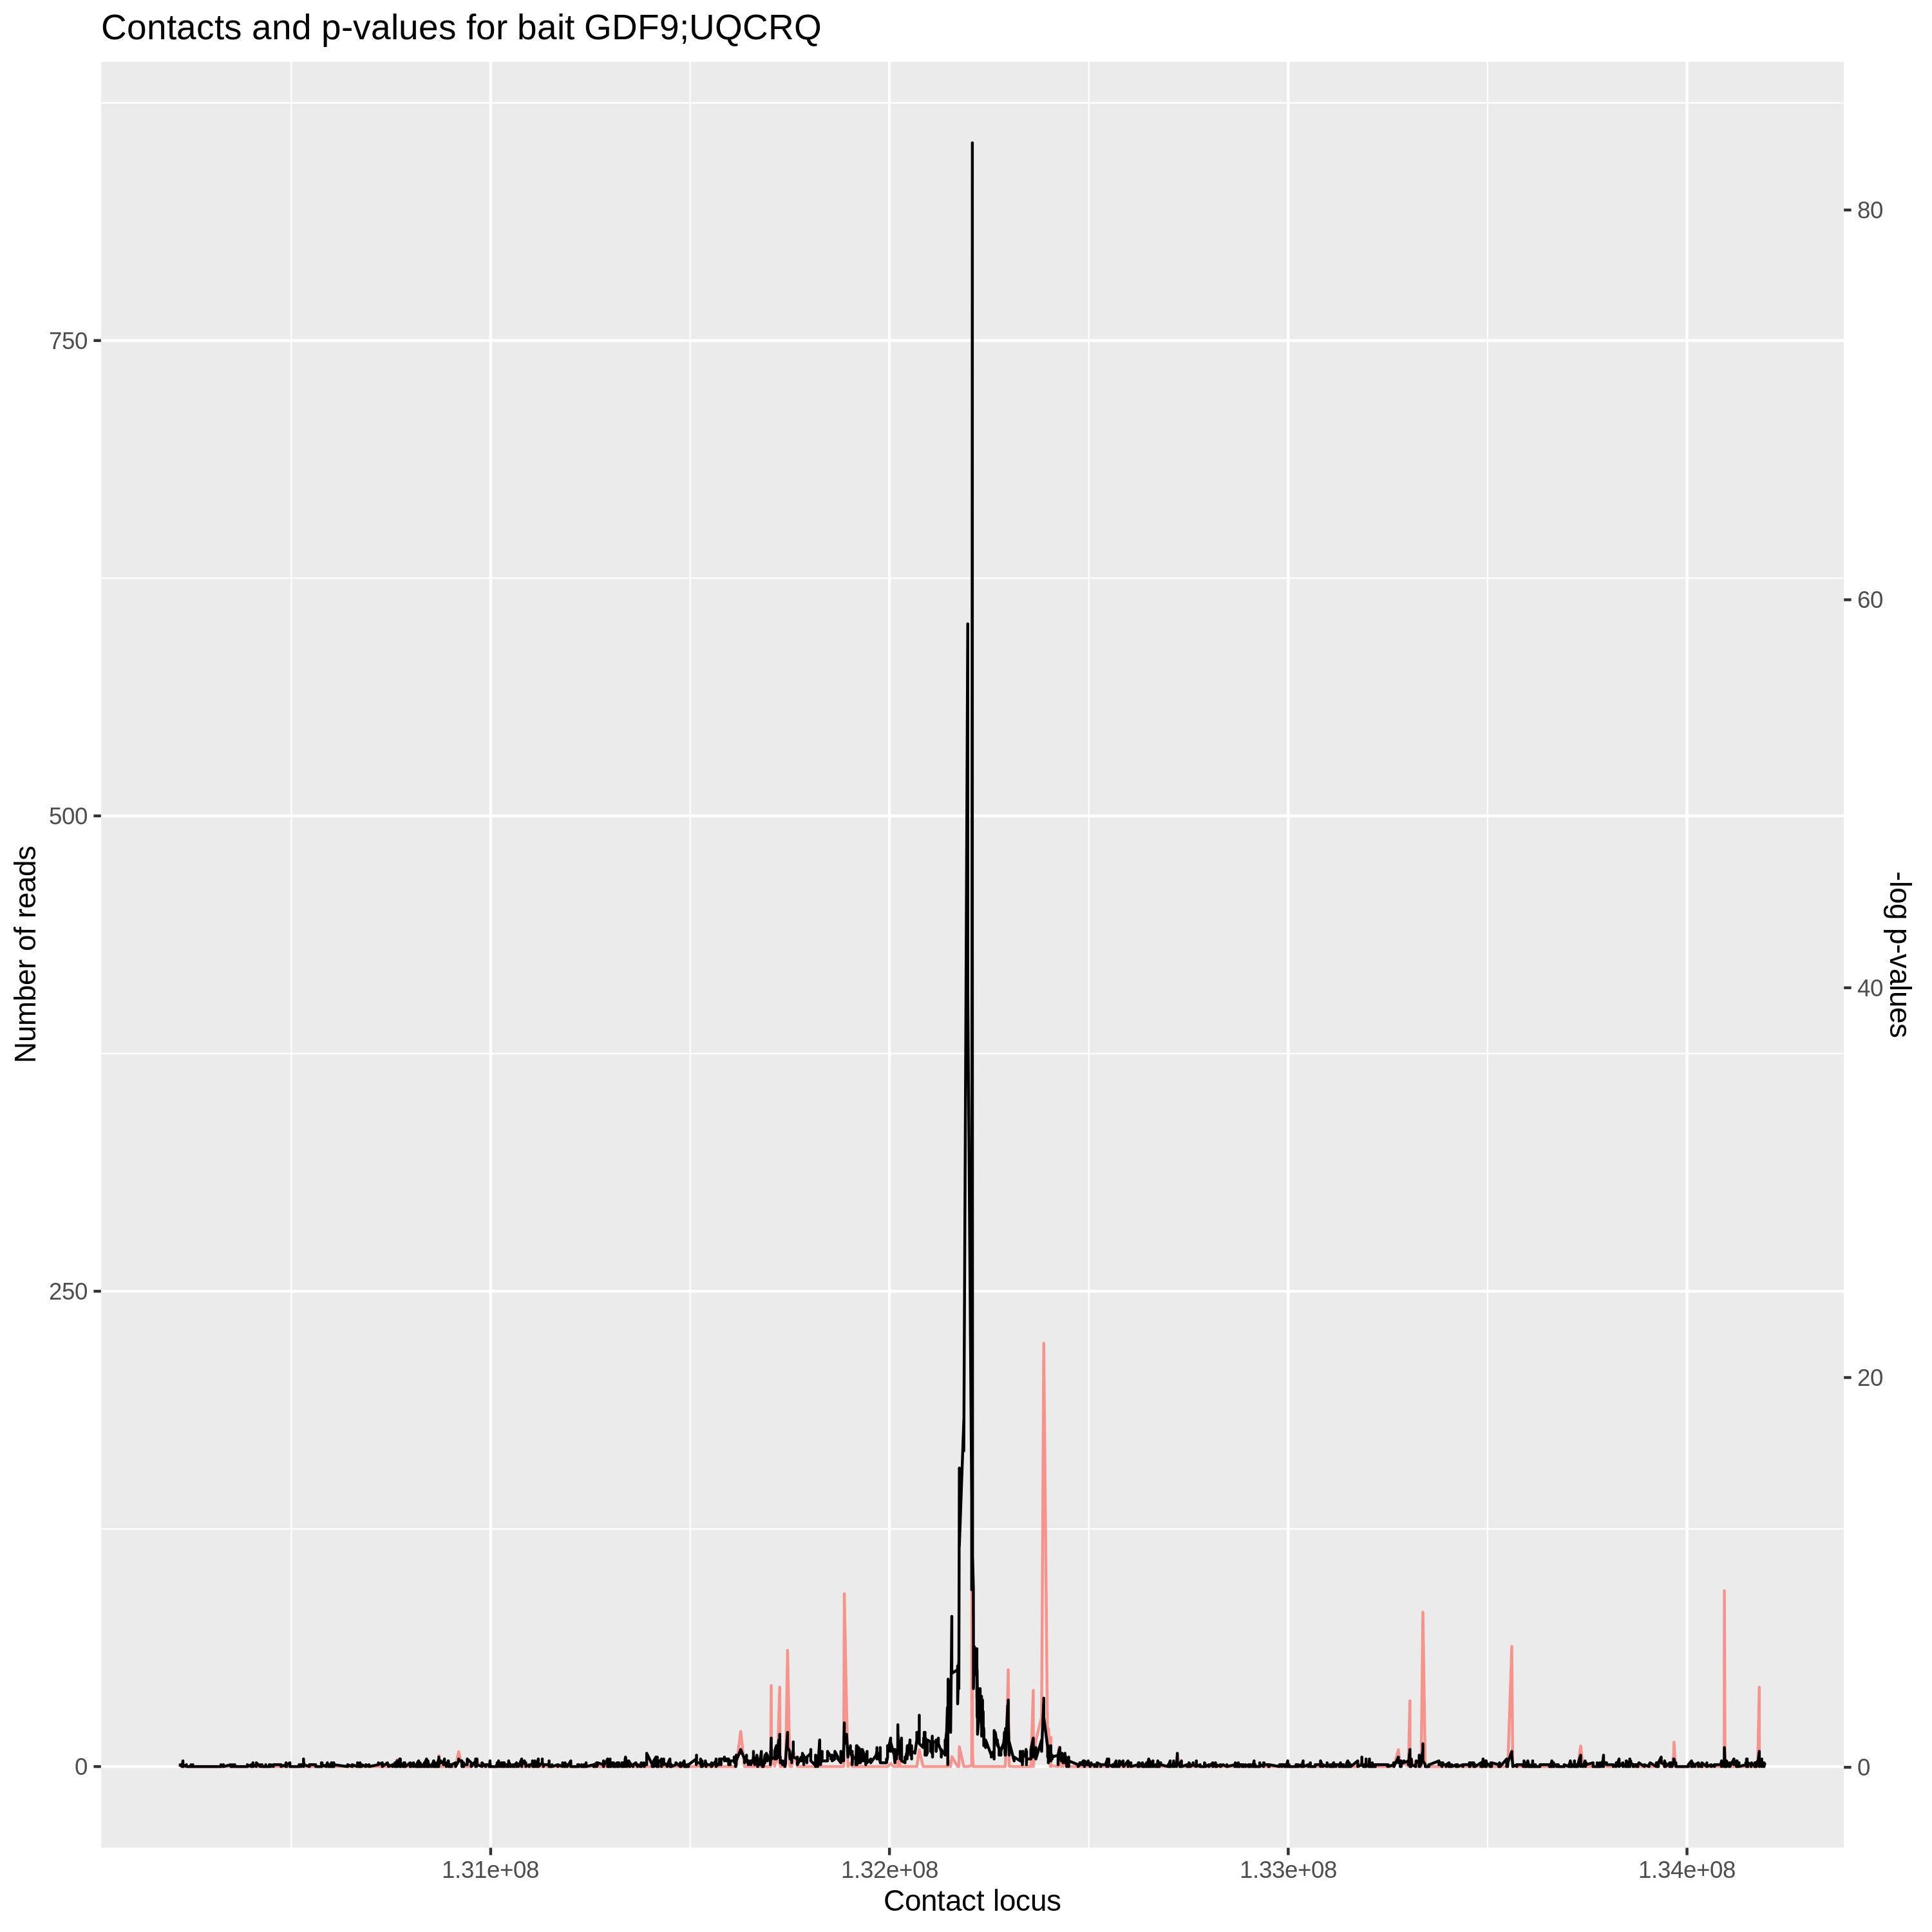 Contacts and p-values for bait GDF9;UQCRQ
Number of reads
750
500
250
0
80
60
40
20
0
-log p-values
1.31e+08 1.32e+08 1.33e+08 1.34e+08
Contact locus